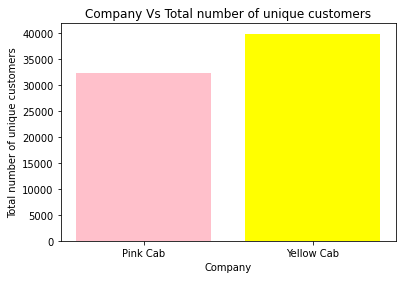 Company Vs Total number of unique customers
Total number of unique customers
40000
35000
30000
25000
20000
15000
10000
5000
0
Pink Cab
Yellow Cab
Company